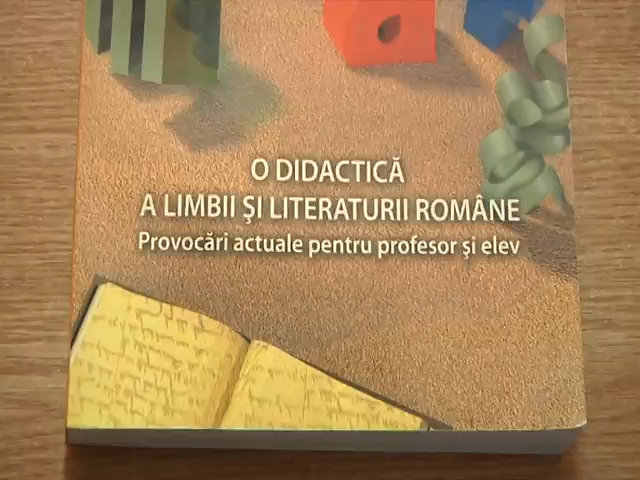 O DIDACTICĂ
A LIMBII ŞI LITERATURII ROMÂNE
Provocări actuale pentru profesor şi elev